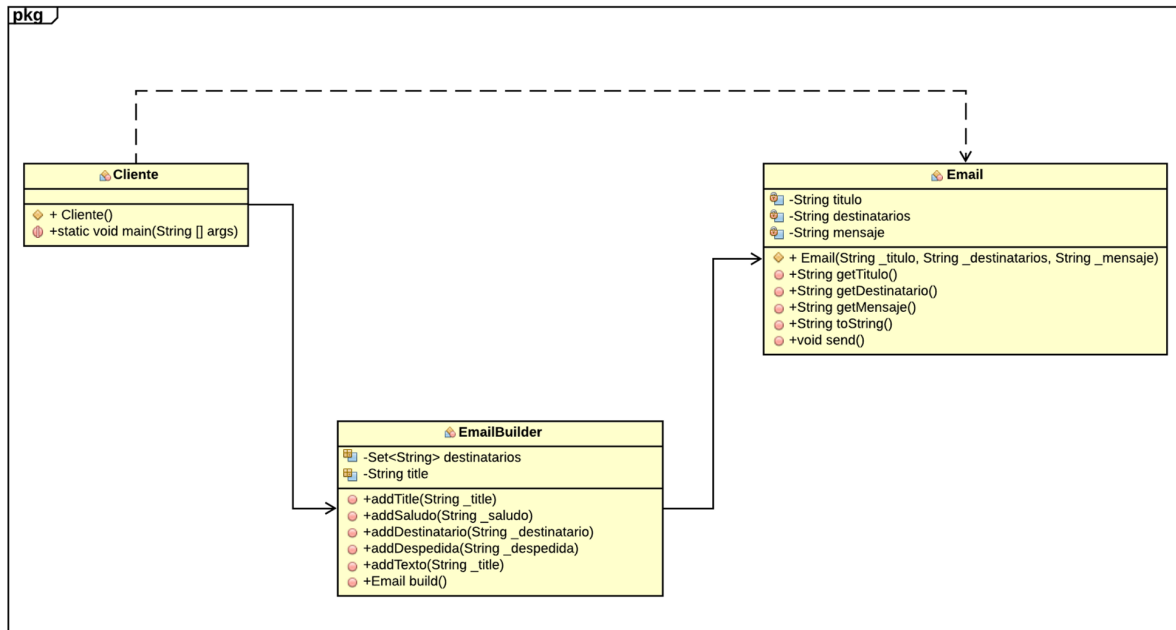 pkg
Cliente
+ Cliente()
+static void main(String [] args)
Email
-String titulo
-String destinatarios
-String mensaje
+ Email(String _titulo, String _destinatarios, String _mensaje)
+String getTitulo()
+String getDestinatario()
+String getMensaje()
+String toString()
+void send()
EmailBuilder
-Set<String> destinatarios
-String title
+addTitle(String _title)
+addSaludo(String _saludo)
+addDestinatario(String _destinatario)
+addDespedida(String _despedida)
+addTexto(String _title)
+Email build()